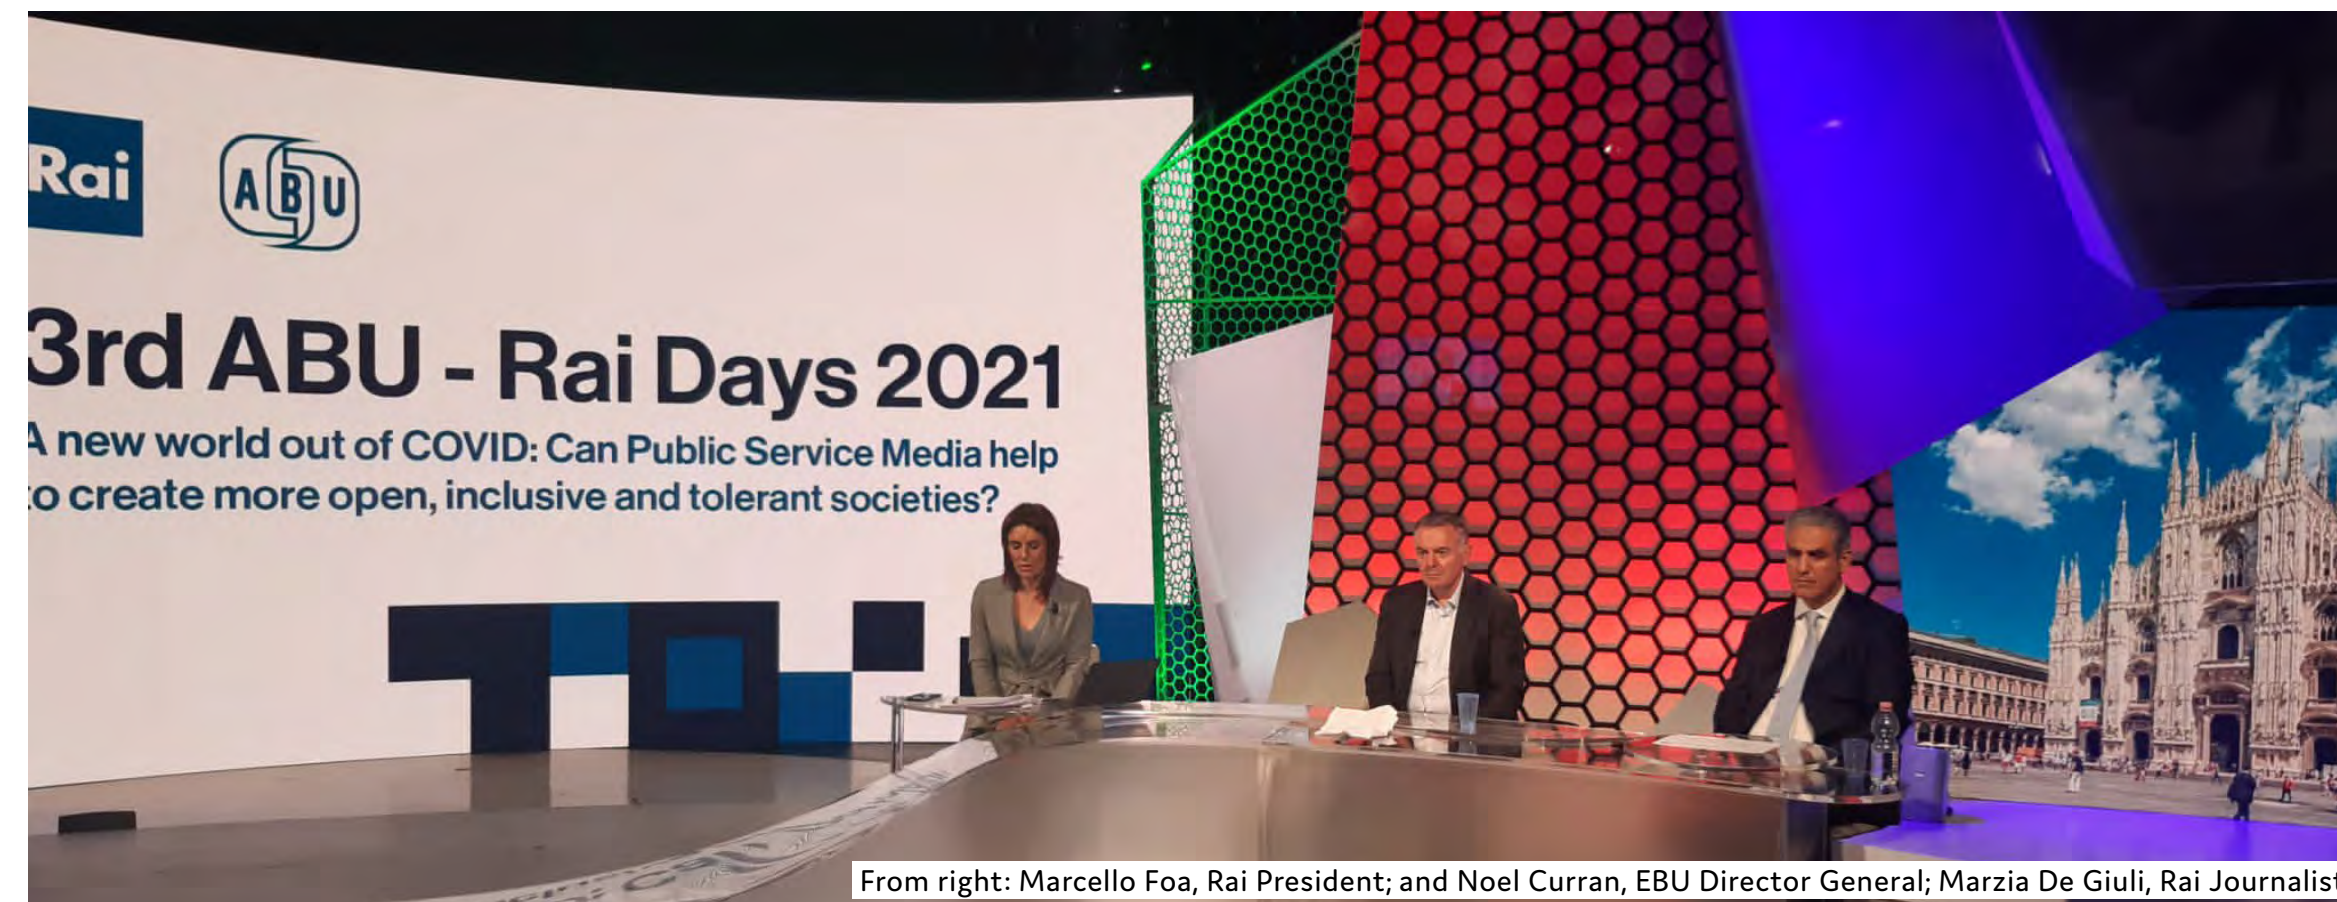 Rai
ABU
3rd ABU - Rai Days 2021
A new world out of COVID: Can Public Service Media help
to create more open, inclusive and tolerant societies?
From right: Marcello Foa, Rai President; and Noel Curran, EBU Director General; Marzia De Giuli, Rai Journalist